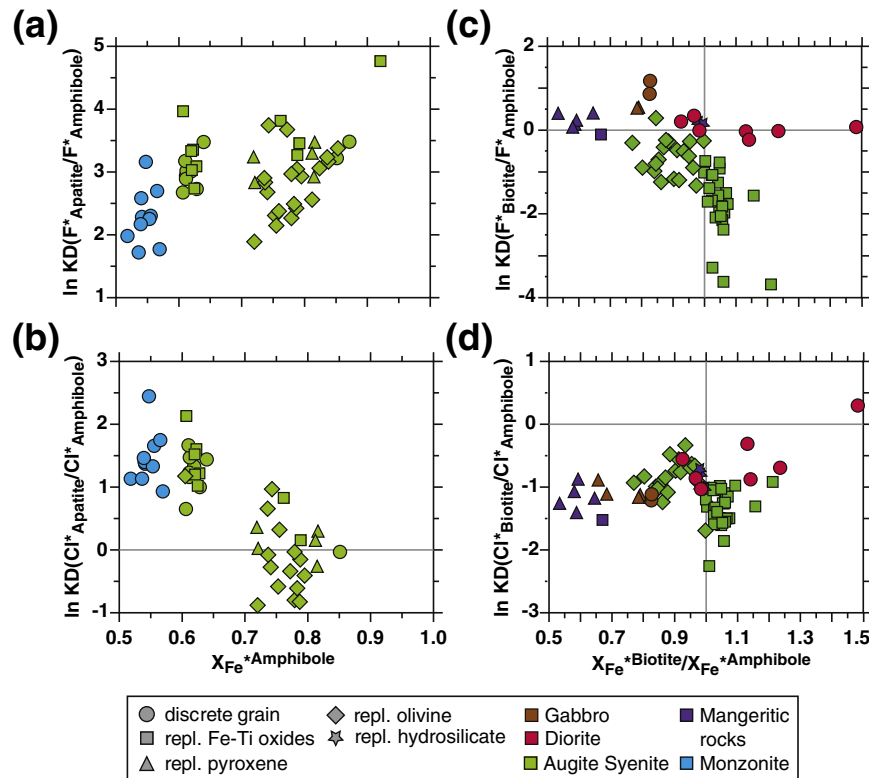 (a)
5
4
3
2
1
ln KD(F*Apatite/F*Amphibole)
(b)
3
2
1
0
-1
ln KD(Cl*Apatite/Cl*Amphibole)
0.5 0.6 0.7 0.8 0.9 1.0
XFe*Amphibole
(c)
2
0
-2
-4
ln KD(F*Biotite/F*Amphibole)
(d)
1
0
-1
-2
-3
ln KD(Cl*Biotite/Cl*Amphibole)
0.5 0.7 0.9 1.1 1.3 1.5
XFe*Biotite/XFe*Amphibole
discrete grain
repl. Fe-Ti oxides
repl. pyroxene
repl. olivine
repl. hydrosilicate
Gabbro
Diorite
Augite Syenite
Mangeritic
rocks
Monzonite